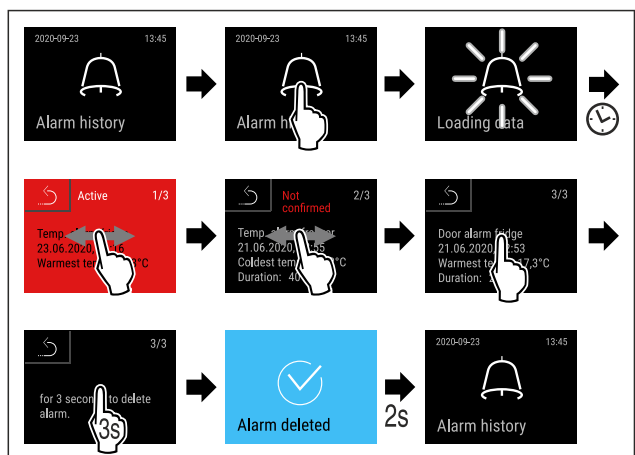 2020-09-23 13:45
Alarm history
2020-09-23 13:45
Alarm
Loading data
Active 1/3
Temp.
23.06.2020,
Warmest °C
Not 2/3
confirmed
Temp.
21.06.2020, :55
Coldest tem °C
Duration: 40
3/3
Door alarm fridge
21.06.2020, :53
Warmest te 17,3°C
Duration:
3/3
for 3 seconds to delete
alarm.
3s
Alarm deleted
2s
2020-09-23 13:45
Alarm history